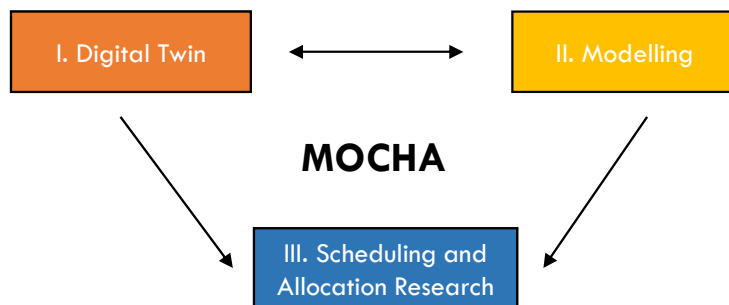 I. Digital Twin
II. Modelling
MOCHA
III. Scheduling and
Allocation Research